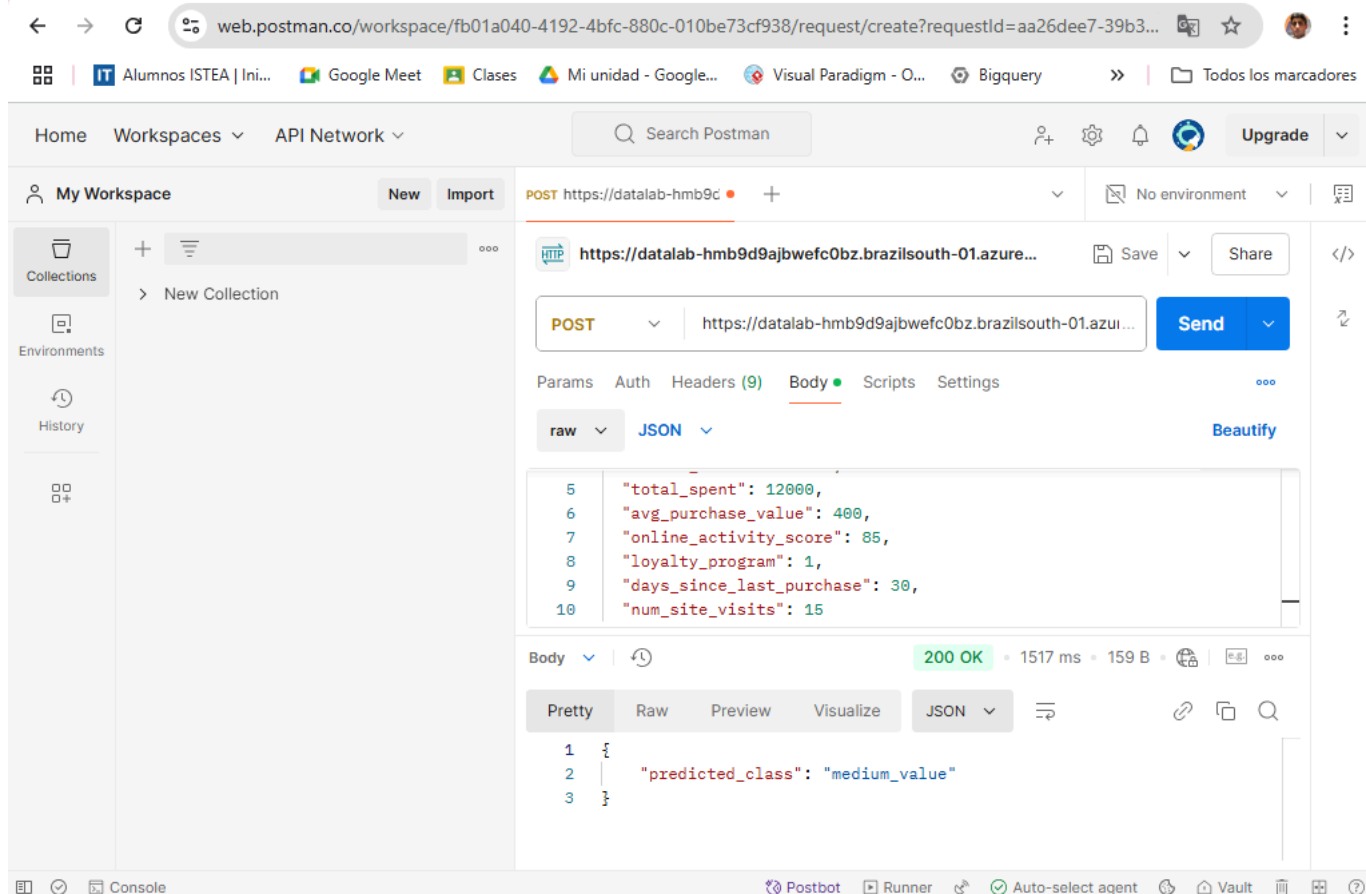 web.postman.co/workspace/fb01a040-4192-4bfc-880c-010be73cf938/request/create?requestId=aa26dee7-39b3...
IT Alumnos ISTEA | Ini... Google Meet Clases Mi unidad - Google... Visual Paradigm - O... Bigquery » Todos los marcadores
Home Workspaces API Network Search Postman Upgrade
My Workspace New Import POST https://datalab-hmb9d No environment
Collections
Environments
History
New Collection
HTTP https://datalab-hmb9d9ajbwefc0bz.brazilsouth-01.azure... Save Share
POST https://datalab-hmb9d9ajbwefc0bz.brazilsouth-01.azur... Send
Params Auth Headers (9) Body Scripts Settings
raw JSON Beautify
5 "total_spent": 12000,
6 "avg_purchase_value": 400,
7 "online_activity_score": 85,
8 "loyalty_program": 1,
9 "days_since_last_purchase": 30,
10 "num_site_visits": 15
Body 200 OK 1517 ms 159 B e.g.
Pretty Raw Preview Visualize JSON
1 {
2 "predicted_class": "medium_value"
3 }
Console Postbot Runner Auto-select agent Vault